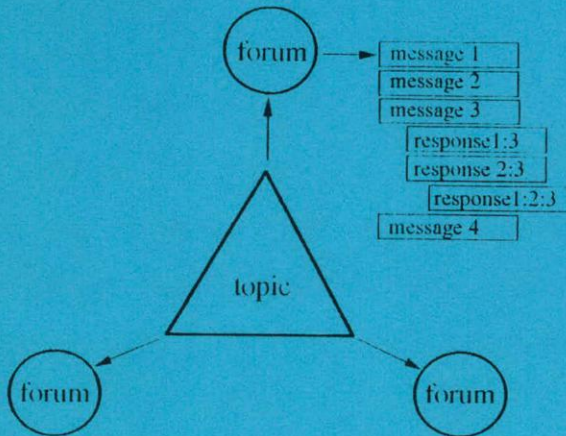 forum
message 1
message 2
message 3
response1:3
response 2:3
response1:2:3
message 4
topic
forum
forum